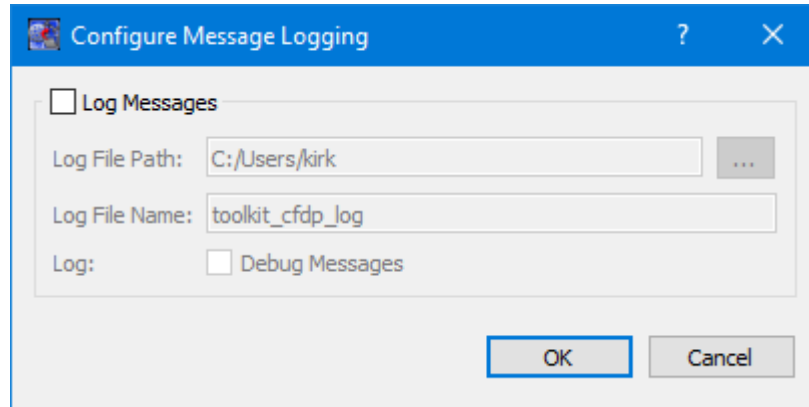 Configure Message Logging ?
Log Messages
Log File Path: C:/Users/kirk ...
Log File Name: toolkit_cfdp_log
Log: Debug Messages
OK Cancel